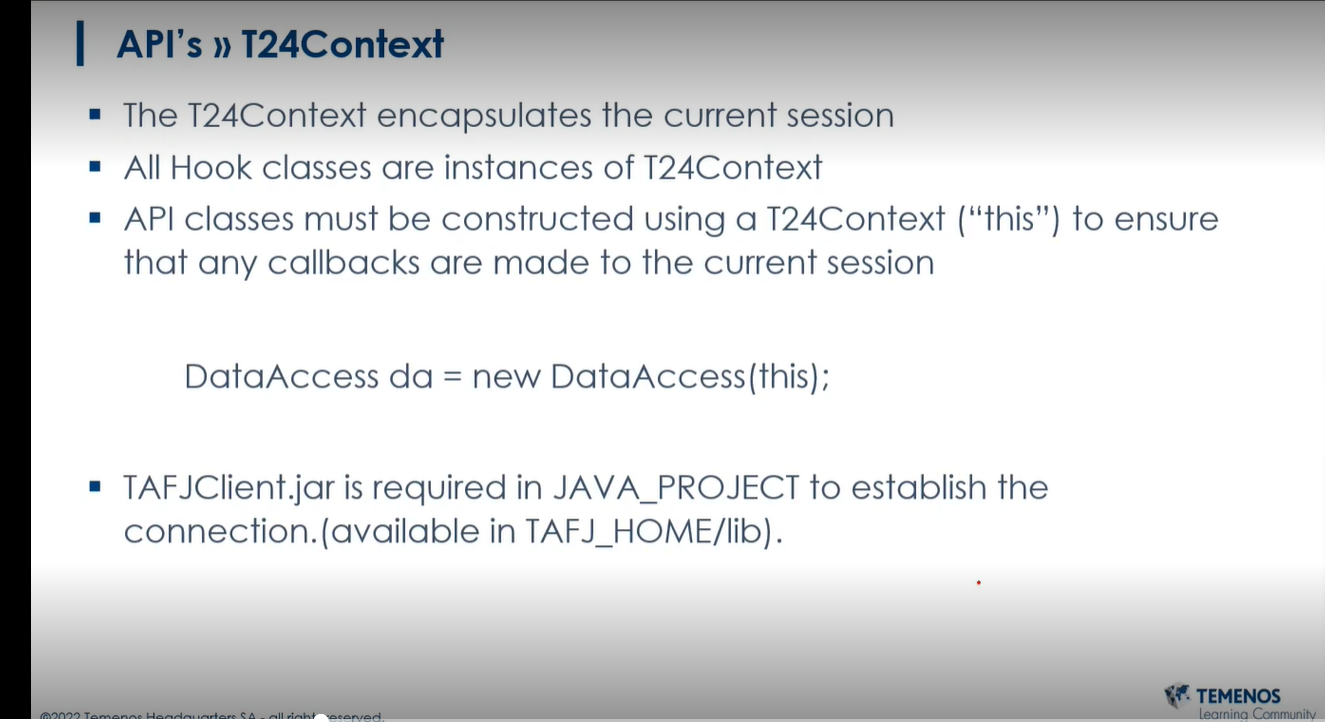 API's » T24Context
▪ The T24Context encapsulates the current session
▪ All Hook classes are instances of T24Context
▪ API classes must be constructed using a T24Context (“this”) to ensure
that any callbacks are made to the current session
DataAccess da = new DataAccess(this);
▪ TAFJClient.jar is required in JAVA_PROJECT to establish the
connection.(available in TAFJ_HOME/lib).
TEMENOS
Learning Community
©2022 Temenos Headquarters SA - all right reserved.